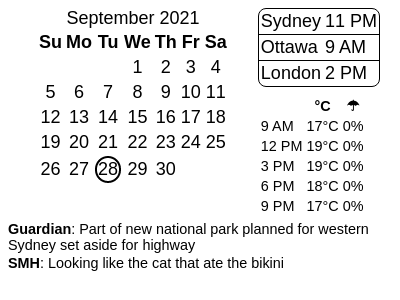 September 2021
Su Mo Tu We Th Fr Sa
1 2 3 4
5 6 7 8 9 10 11
12 13 14 15 16 17 18
19 20 21 22 23 24 25
26 27 28 29 30
Sydney 11 PM
Ottawa 9 AM
London 2 PM
°C ☂
9 AM 17°C 0%
12 PM 19°C 0%
3 PM 19°C 0%
6 PM 18°C 0%
9 PM 17°C 0%
Guardian: Part of new national park planned for western
Sydney set aside for highway
SMH: Looking like the cat that ate the bikini